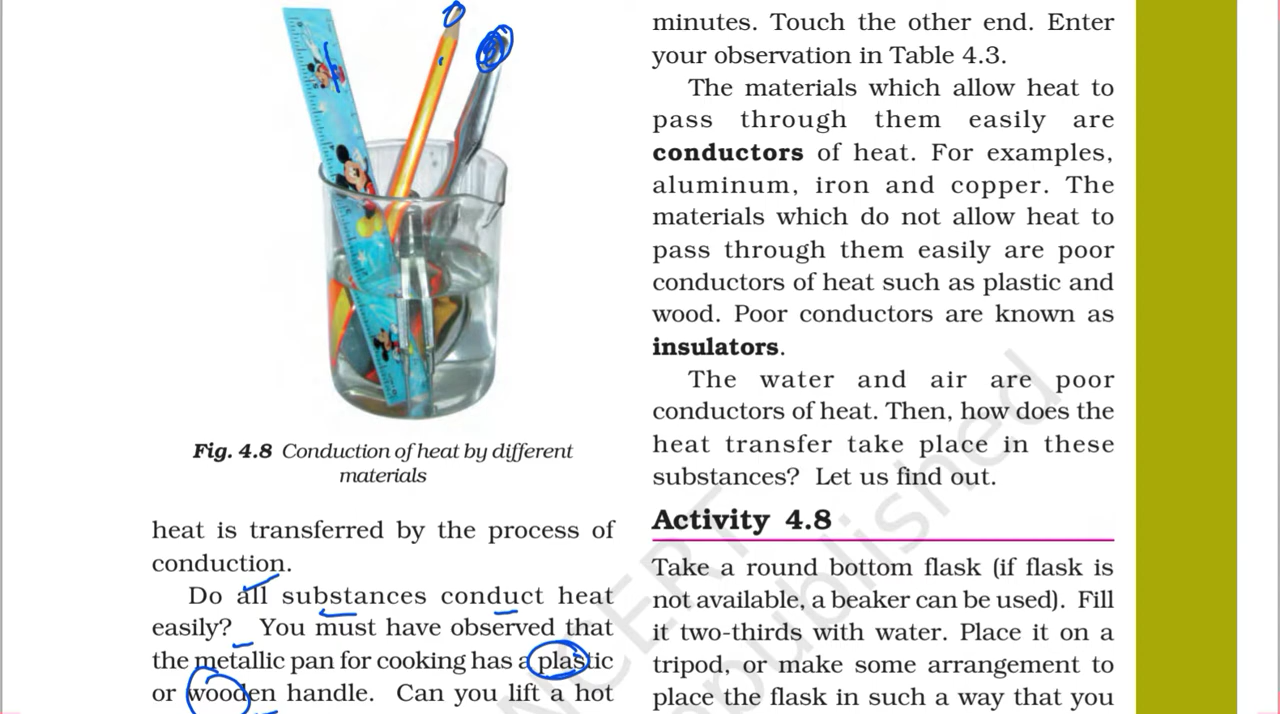 Fig. 4.8 Conduction of heat by different
materials
heat is transferred by the process of
conduction.
Do all substances conduct heat
easily? You must have observed that
the metallic pan for cooking has a plastic
or wooden handle. Can you lift a hot
minutes. Touch the other end. Enter
your observation in Table 4.3.
The materials which allow heat to
pass through them easily are
conductors of heat. For examples,
aluminum, iron and copper. The
materials which do not allow heat to
pass through them easily are poor
conductors of heat such as plastic and
wood. Poor conductors are known as
insulators.
The water and air are poor
conductors of heat. Then, how does the
heat transfer take place in these
substances? Let us find out.
Activity 4.8
Take a round bottom flask (if flask is
not available, a beaker can be used). Fill
it two-thirds with water. Place it on a
tripod, or make some arrangement to
place the flask in such a way that you
NCERT
published